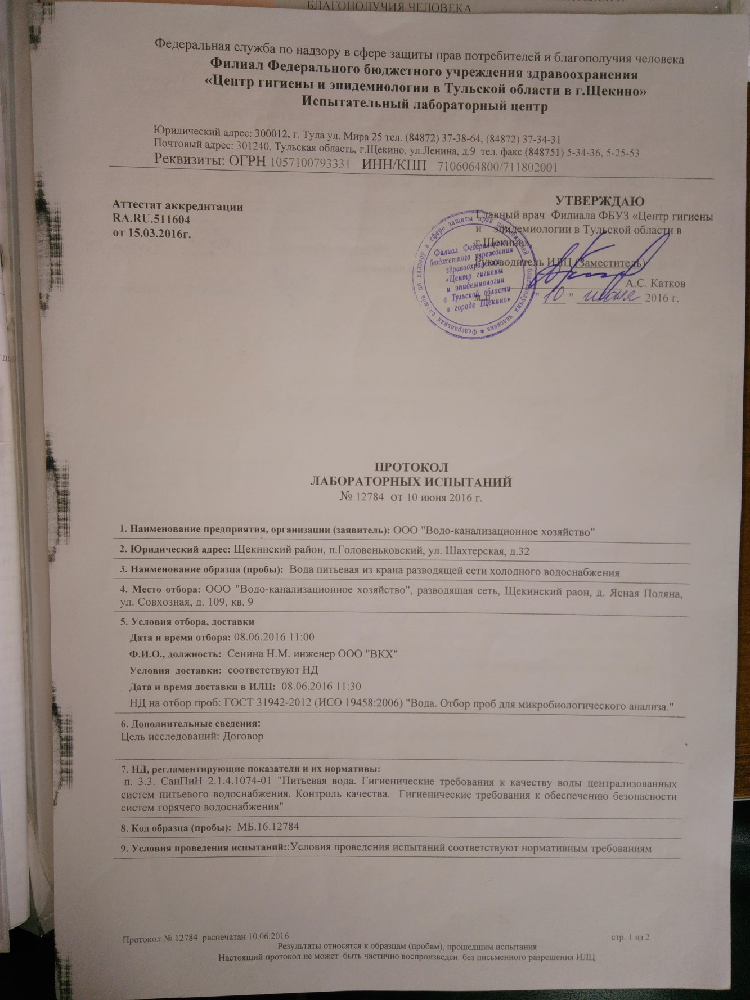 БЛАГОПОЛУЧИЯ ЧЕЛОВЕКА
Федеральная служба по надзору в сфере защиты прав потребителей и благополучия человека
Филиал Федерального бюджетного учреждения здравоохранения
«Центр гигиены и эпидемиологии в Тульской области в г.Щекино»
Испытательный лабораторный центр
Юридический адрес: 300012, г. Тула ул. Мира 25 тел. (84872) 37-38-64, (84872) 37-34-31
Почтовый адрес: 301240, Тульская область, г.Щекино, ул.Ленина, д.9 тел. факс (848751) 5-34-36, 5-25-53
Реквизиты: ОГРН 1057100793331 ИНН/КПП 7106064800/711802001
Аттестат аккредитации
RA.RU.511604
от 15.03.2016г.
УТВЕРЖДАЮ
Главный врач Филиала ФБУЗ «Центр гигиены
и эпидемиологии в Тульской области в
г.Щекино»
Руководитель ИЛЦ (Заместитель)
А.С. Катков
М.П. " 10 " июня 2016 г.
Федеральная служба по надзору в сфере защиты прав потребителей и благополучия человека *
Филиал Федерального
бюджетного учреждения
здравоохранения
«Центр гигиены
и эпидемиологии
в Тульской области
в городе Щекино»
ПРОТОКОЛ
ЛАБОРАТОРНЫХ ИСПЫТАНИЙ
№ 12784 от 10 июня 2016 г.
1. Наименование предприятия, организации (заявитель): ООО "Водо-канализационное хозяйство"
2. Юридический адрес: Щекинский район, п.Головеньковский, ул. Шахтерская, д.32
3. Наименование образца (пробы): Вода питьевая из крана разводящей сети холодного водоснабжения
4. Место отбора: ООО "Водо-канализационное хозяйство", разводящая сеть, Щекинский раон, д. Ясная Поляна,
ул. Совхозная, д. 109, кв. 9
5. Условия отбора, доставки
Дата и время отбора: 08.06.2016 11:00
Ф.И.О., должность: Сенина Н.М. инженер ООО "ВКХ"
Условия доставки: соответствуют НД
Дата и время доставки в ИЛЦ: 08.06.2016 11:30
НД на отбор проб: ГОСТ 31942-2012 (ИСО 19458:2006) "Вода. Отбор проб для микробиологического анализа."
6. Дополнительные сведения:
Цель исследований: Договор
7. НД, регламентирующие показатели и их нормативы:
п. 3.3. СанПиН 2.1.4.1074-01 "Питьевая вода. Гигиенические требования к качеству воды централизованных
систем питьевого водоснабжения. Контроль качества. Гигиенические требования к обеспечению безопасности
систем горячего водоснабжения"
8. Код образца (пробы): МБ.16.12784
9. Условия проведения испытаний::Условия проведения испытаний соответствуют нормативным требованиям
Протокол № 12784 распечатан 10.06.2016
стр. 1 из 2
Результаты относятся к образцам (пробам), прошедшим испытания
Настоящий протокол не может быть частично воспроизведен без письменного разрешения ИЛЦ